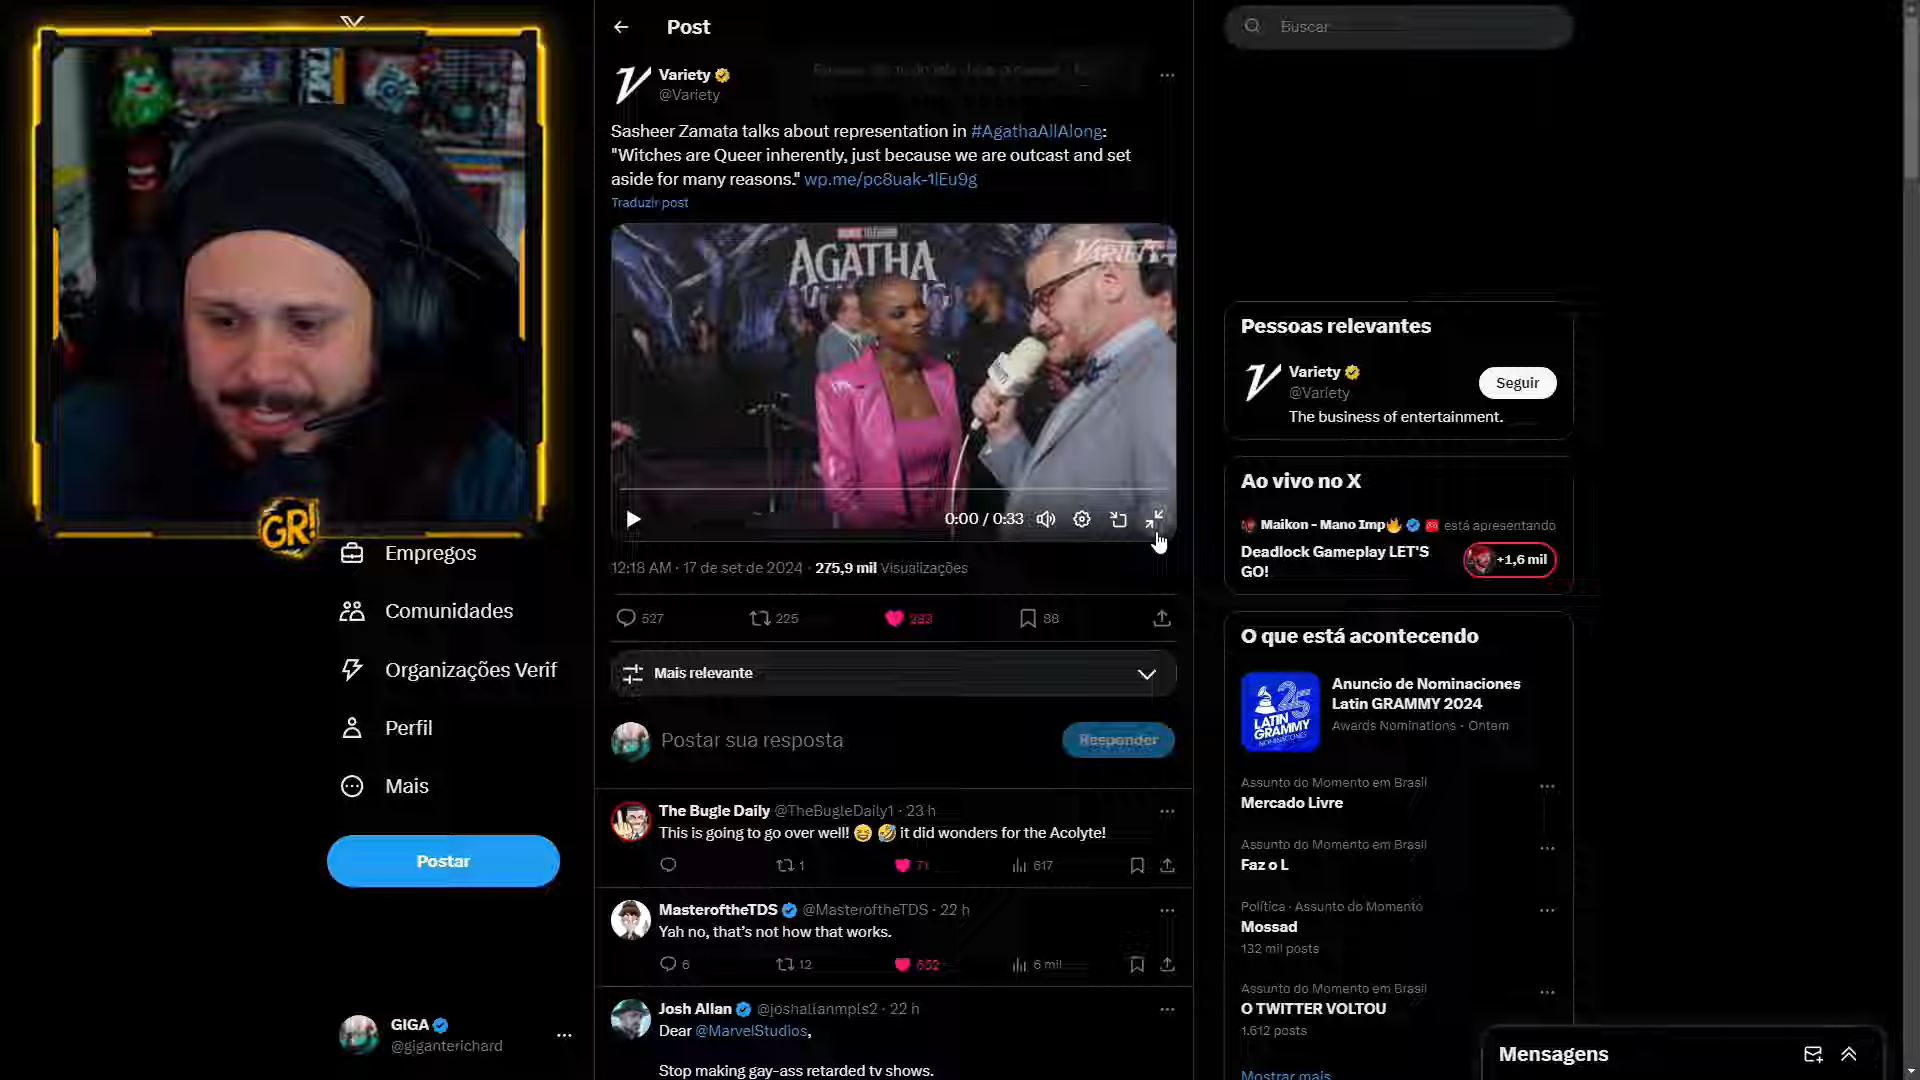 Post
Buscar
Variety
@Variety
Sasheer Zamata talks about representation in #AgathaAllAlong:
"Witches are Queer inherently, just because we are outcast and set
aside for many reasons." wp.me/pc8uak-1lEu9g
Traduzir post
AGATHA
VARIETY
0:00 / 0:33
12:18 AM · 17 de set de 2024 · 275,9 mil Visualizações
527
225
283
88
Mais relevante
Postar sua resposta
Responder
The Bugle Daily @TheBugleDaily1 · 23 h
This is going to go over well! 😆 🤣 it did wonders for the Acolyte!
1
71
617
MasteroftheTDS @MasteroftheTDS · 22 h
Yah no, that's not how that works.
6
12
652
6 mil
Josh Allan @joshallanmpls2 · 22 h
Dear @MarvelStudios,
Stop making gay-ass retarded tv shows.
GR!
Empregos
Comunidades
Organizações Verif
Perfil
Mais
Postar
GIGA
@giganterichard
Pessoas relevantes
Variety
@Variety
Seguir
The business of entertainment.
Ao vivo no X
Maikon - Mano Imp🔥 está apresentando
Deadlock Gameplay LET'S
GO!
+1,6 mil
O que está acontecendo
25
LATIN
GRAMMY
NOMINACIONES
Anuncio de Nominaciones
Latin GRAMMY 2024
Awards Nominations · Ontem
Assunto do Momento em Brasil
Mercado Livre
Assunto do Momento em Brasil
Faz o L
Política · Assunto do Momento
Mossad
132 mil posts
Assunto do Momento em Brasil
O TWITTER VOLTOU
1.612 posts
Mostrar mais
Mensagens